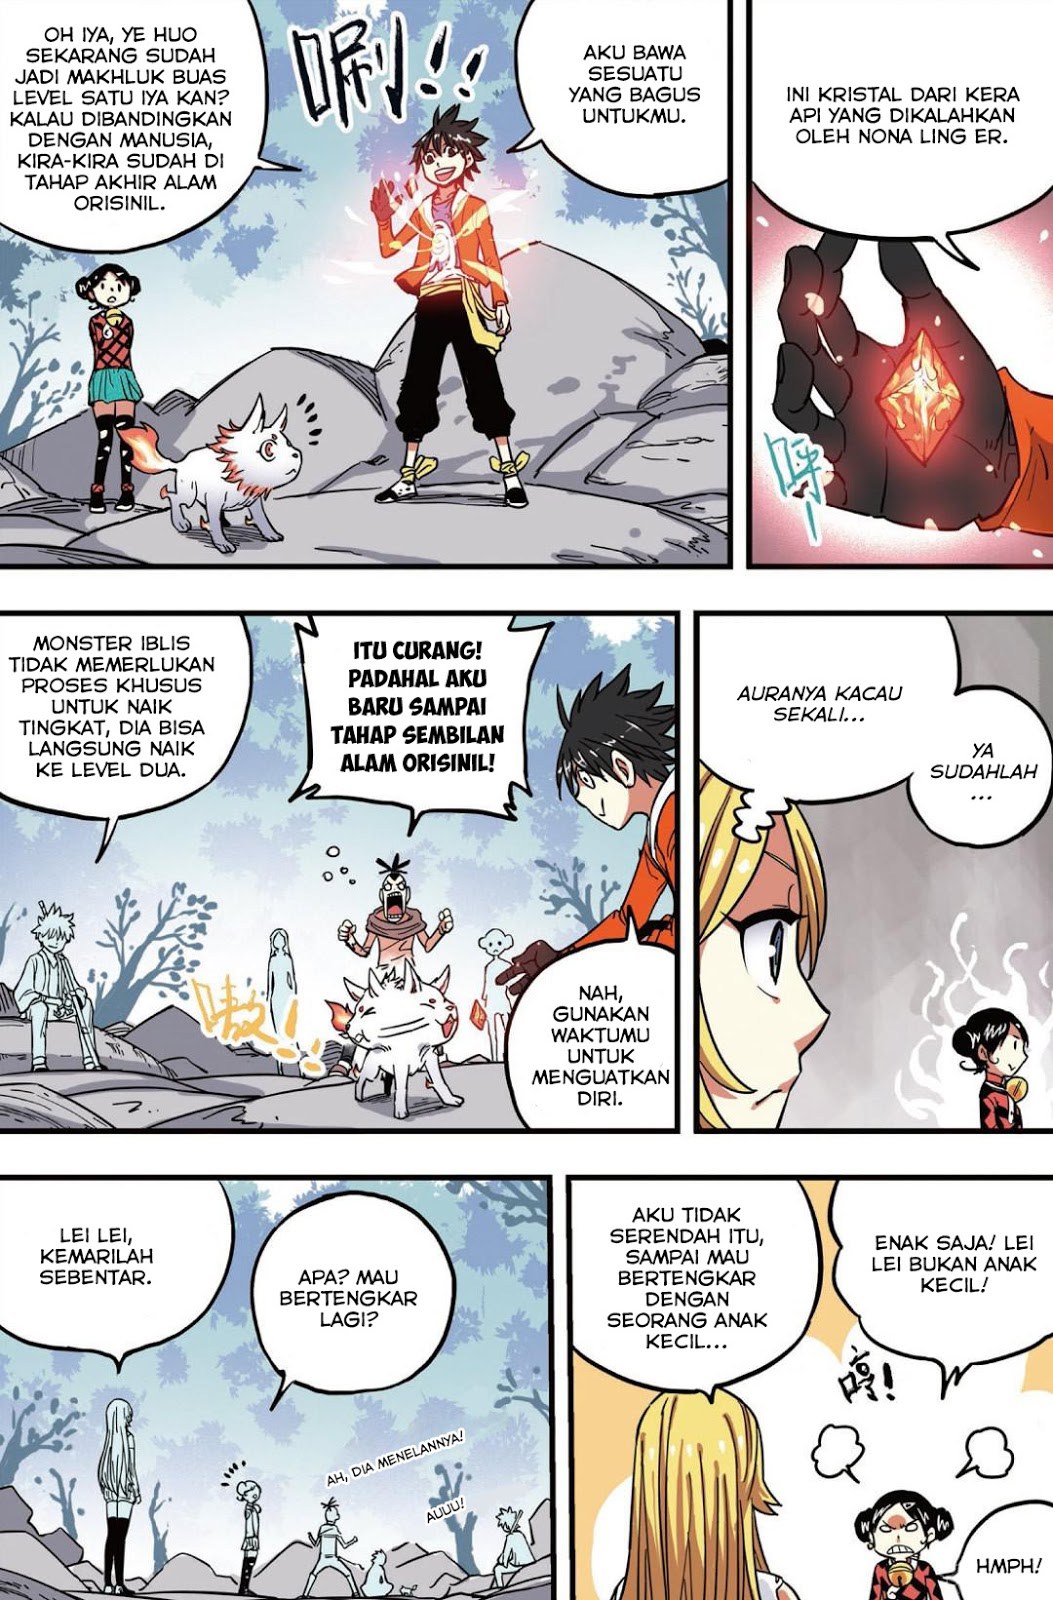 OH IYA, YE HUO
SEKARANG SUDAH
JADI MAKHLUK BUAS
LEVEL SATU IYA KAN?
KALAU DIBANDINGKAN
DENGAN MANUSIA,
KIRA-KIRA SUDAH DI
TAHAP AKHIR ALAM
ORISINIL.
唰!!
AKU BAWA
SESUATU
YANG BAGUS
UNTUKMU.
INI KRISTAL DARI KERA
API YANG DIKALAHKAN
OLEH NONA LING ER.
MONSTER IBLIS
TIDAK MEMERLUKAN
PROSES KHUSUS
UNTUK NAIK
TINGKAT, DIA BISA
LANGSUNG NAIK
KE LEVEL DUA.
ITU CURANG!
PADAHAL AKU
BARU SAMPAI
TAHAP SEMBILAN
ALAM ORISINIL!
嗷!!
NAH,
GUNAKAN
WAKTUMU
UNTUK
MENGUATKAN
DIRI.
AURANYA KACAU
SEKALI...
YA
SUDAHLAH
...
LEI LEI,
KEMARILAH
SEBENTAR.
APA? MAU
BERTENGKAR
LAGI?
AH, DIA MENELANNYA!
AUUU!
AKU TIDAK
SERENDAH ITU,
SAMPAI MAU
BERTENGKAR
DENGAN
SEORANG ANAK
KECIL...
ENAK SAJA! LEI
LEI BUKAN ANAK
KECIL!
哼!
HMPH!